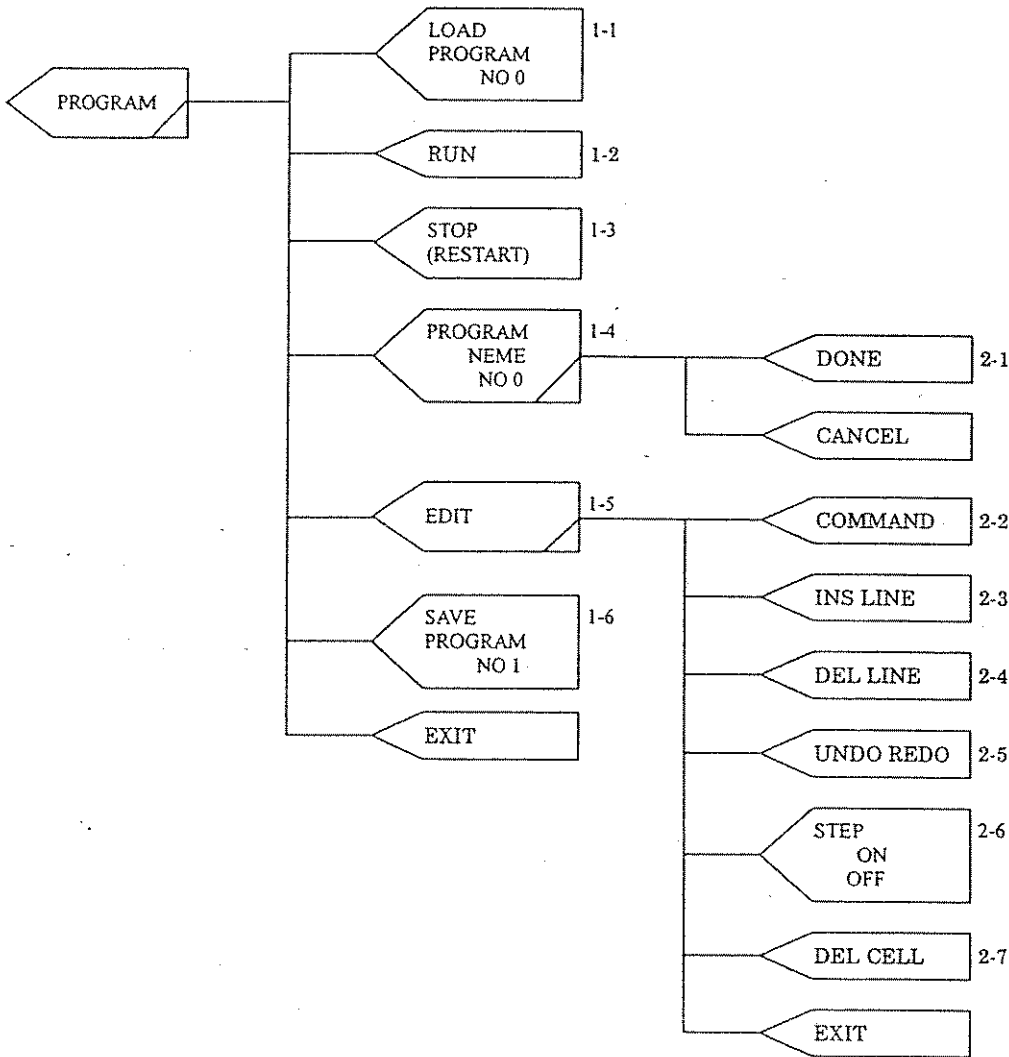 PROGRAM
LOAD
PROGRAM
NO 0
1-1
RUN
1-2
STOP
(RESTART)
1-3
PROGRAM
NEME
NO 0
1-4
DONE
2-1
CANCEL
EDIT
1-5
COMMAND
2-2
INS LINE
2-3
DEL LINE
2-4
UNDO REDO
2-5
STEP
ON
OFF
2-6
DEL CELL
2-7
EXIT
SAVE
PROGRAM
NO 1
1-6
EXIT